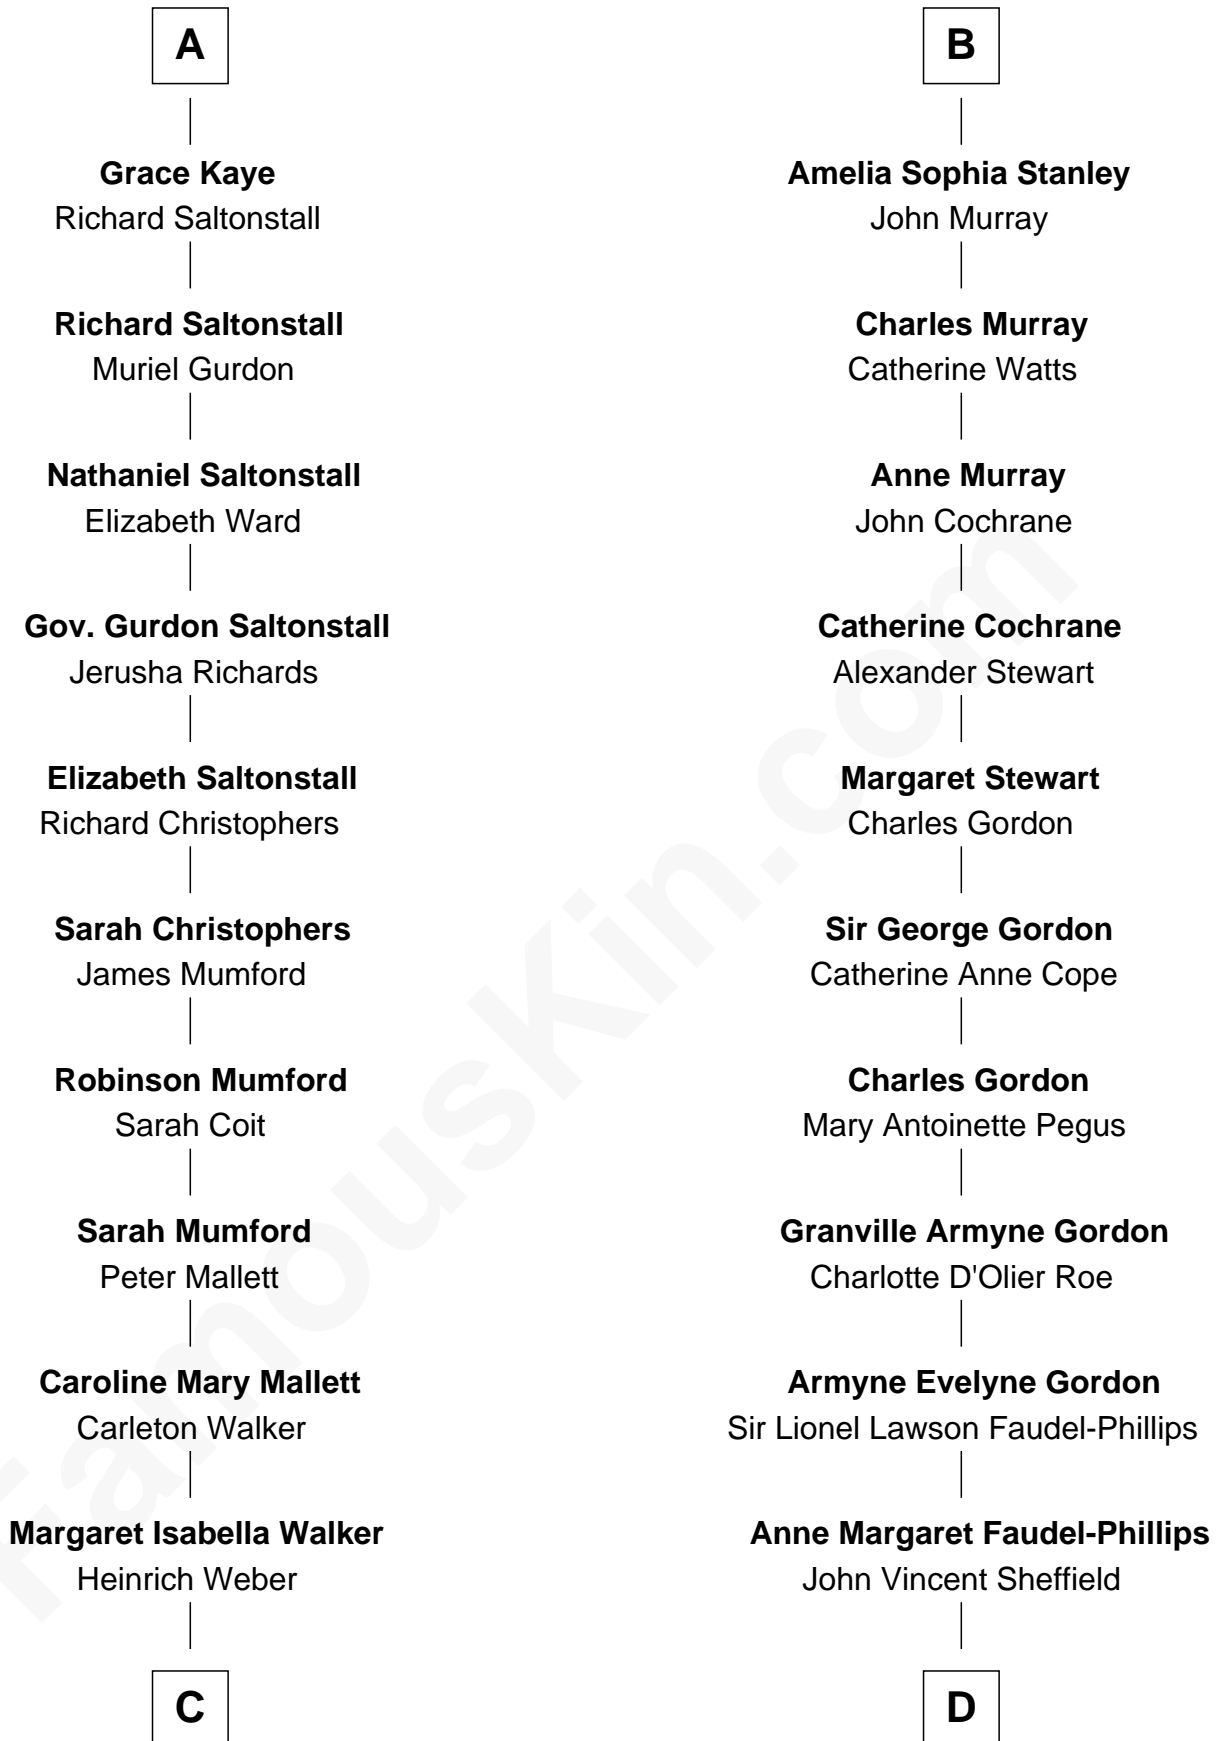 A
Grace Kaye
Richard Saltonstall
Richard Saltonstall
Muriel Gurdon
Nathaniel Saltonstall
Elizabeth Ward
Gov. Gurdon Saltonstall
Jerusha Richards
Elizabeth Saltonstall
Richard Christophers
Sarah Christophers
James Mumford
Robinson Mumford
Sarah Coit
Sarah Mumford
Peter Mallett
Caroline Mary Mallett
Carleton Walker
Margaret Isabella Walker
Heinrich Weber
C
B
Amelia Sophia Stanley
John Murray
Charles Murray
Catherine Watts
Anne Murray
John Cochrane
Catherine Cochrane
Alexander Stewart
Margaret Stewart
Charles Gordon
Sir George Gordon
Catherine Anne Cope
Charles Gordon
Mary Antoinette Pegus
Granville Armyne Gordon
Charlotte D'Olier Roe
Armyne Evelyne Gordon
Sir Lionel Lawson Faudel-Phillips
Anne Margaret Faudel-Phillips
John Vincent Sheffield
D
FamousKin.com